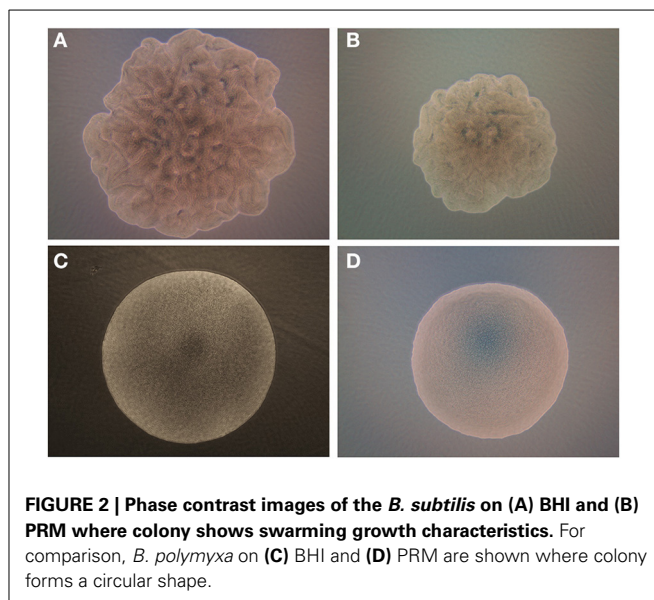 A
B
C
D
FIGURE 2 | Phase contrast images of the B. subtilis on (A) BHI and (B)
PRM where colony shows swarming growth characteristics. For
comparison, B. polymyxa on (C) BHI and (D) PRM are shown where colony
forms a circular shape.